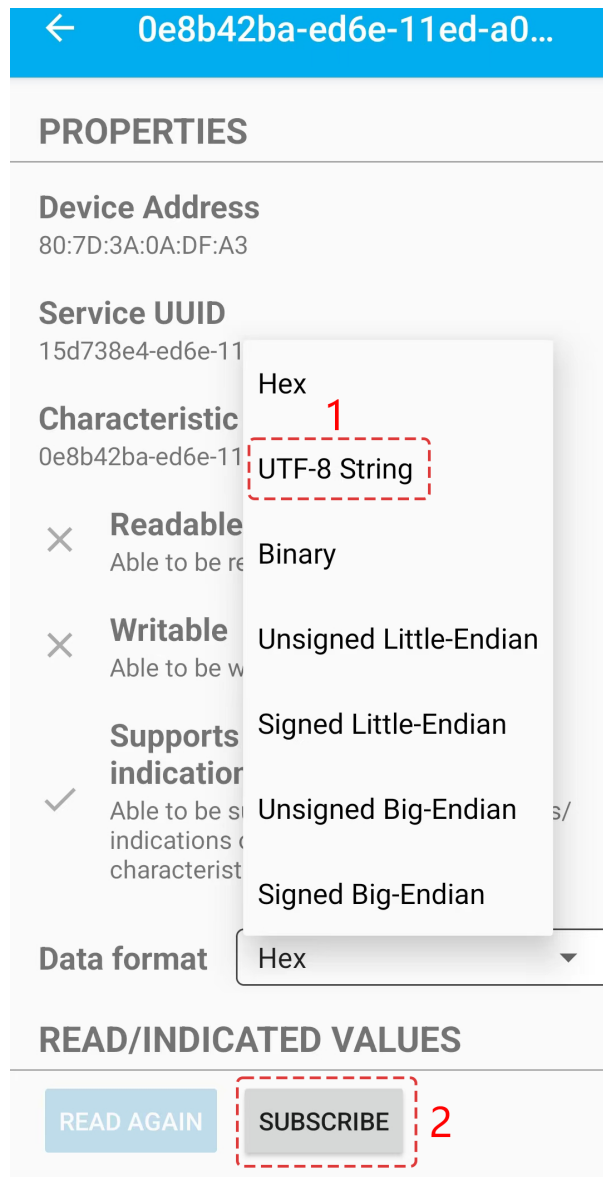 0e8b42ba-ed6e-11ed-a0...
PROPERTIES
Device Address
80:7D:3A:0A:DF:A3
Service UUID
15d738e4-ed6e-11
Characteristic
0e8b42ba-ed6e-11
Readable
Able to be re
Writable
Able to be w
Supports
indication
Able to be su
s/
indications o
characterist
Hex
1
UTF-8 String
Binary
Unsigned Little-Endian
Signed Little-Endian
Unsigned Big-Endian
Signed Big-Endian
Data format
Hex
READ/INDICATED VALUES
READ AGAIN
SUBSCRIBE
2